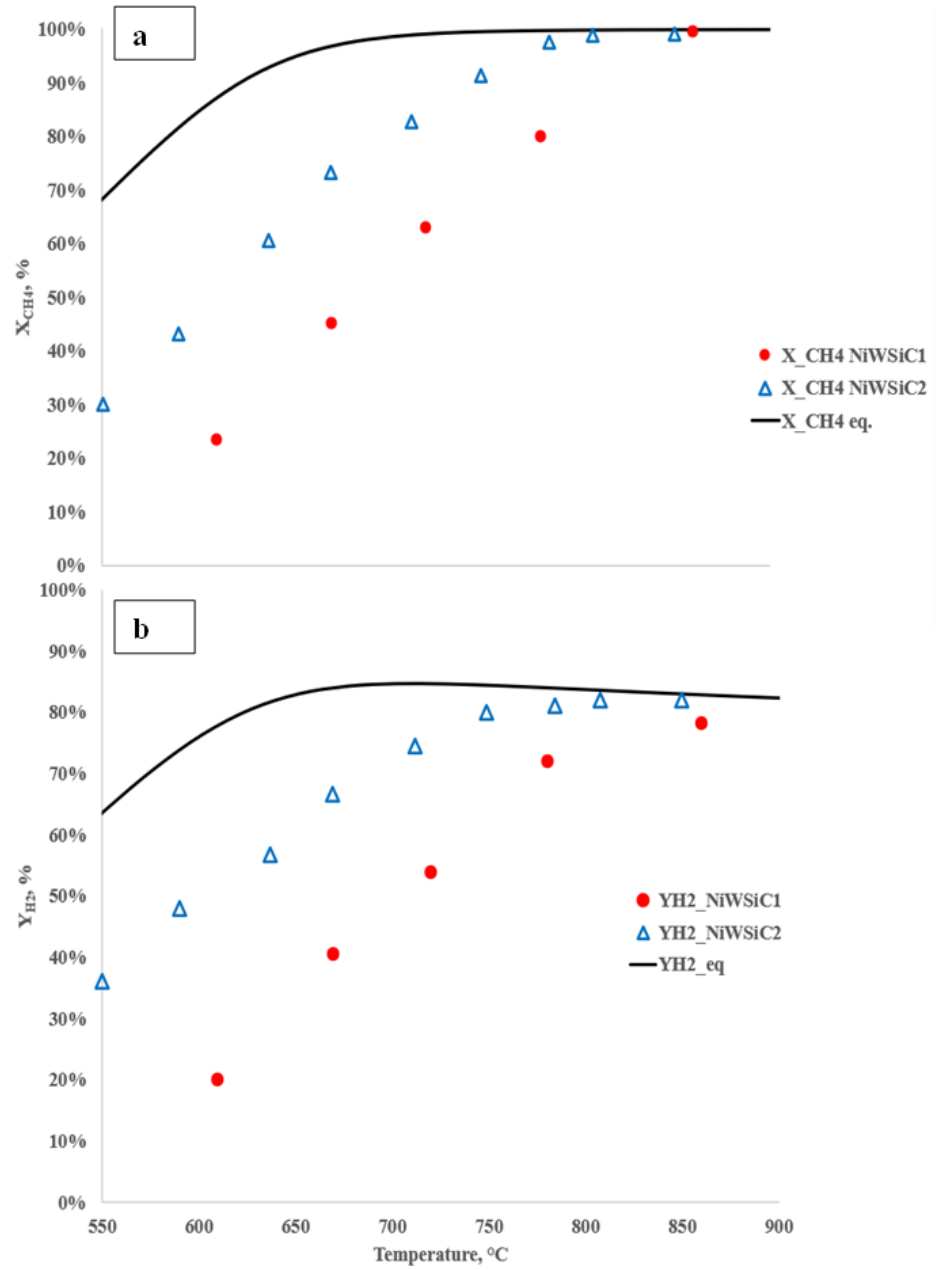 a
100%
90%
80%
70%
60%
50%
40%
30%
20%
10%
0%
X_CH4, %
X_CH4 NiWSiC1
X_CH4 NiWSiC2
X_CH4 eq.
b
100%
90%
80%
70%
60%
50%
40%
30%
20%
10%
0%
Y_H2, %
YH2_NiWSiC1
YH2_NiWSiC2
YH2_eq
550 600 650 700 750 800 850 900
Temperature, °C